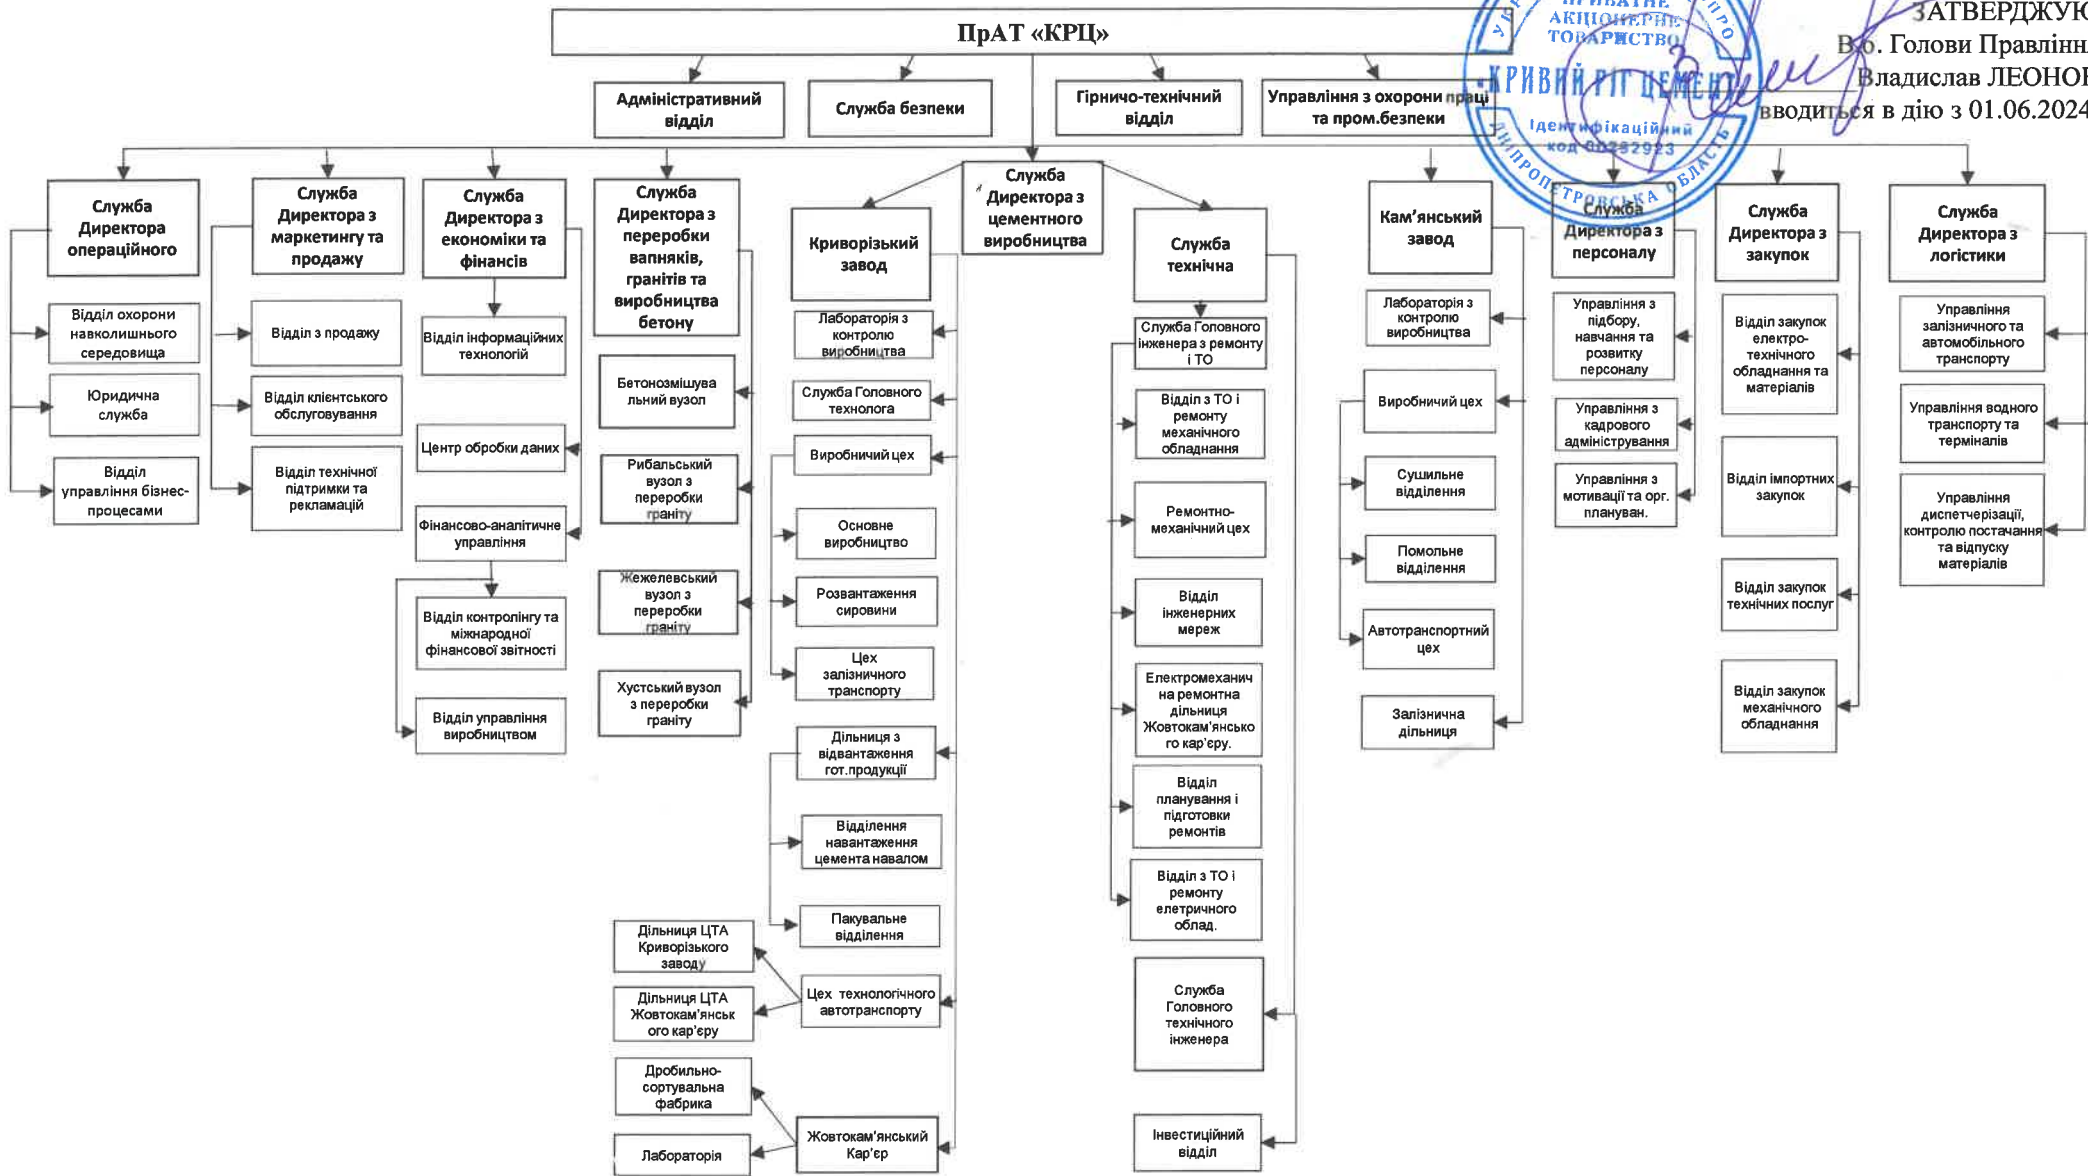 ПрАТ «КРЦ»
ЗАТВЕРДЖУЮ
В.о. Голови Правління
Владислав ЛЕОНОВ
вводиться в дію з 01.06.2024
ПРИВАТНЕ
АКЦІОНЕРНЕ
ТОВАРИСТВО
КРИВИЙ РІГ ЦЕМЕНТ
Ідентифікаційний
код 00292923
ДНІПРОПЕТРОВСЬКА ОБЛАСТЬ
Адміністративний
відділ
Служба безпеки
Гірничо-технічний
відділ
Управління з охорони праці
та пром.безпеки
Служба
Директора
операційного
Відділ охорони
навколишнього
середовища
Юридична
служба
Відділ
управління бізнес-
процесами
Служба
Директора з
маркетингу та
продажу
Відділ з продажу
Відділ клієнтського
обслуговування
Відділ технічної
підтримки та
рекламацій
Служба
Директора з
економіки та
фінансів
Відділ інформаційних
технологій
Центр обробки даних
Фінансово-аналітичне
управління
Відділ контролінгу та
міжнародної
фінансової звітності
Відділ управління
виробництвом
Служба
Директора з
переробки
вапняків,
гранітів та
виробництва
бетону
Бетонозмішува
льний вузол
Рибальський
вузол з
переробки
граніту
Жежелевський
вузол з
переробки
граніту
Хустський вузол
з переробки
граніту
Служба
Директора з
цементного
виробництва
Криворізький
завод
Лабораторія з
контролю
виробництва
Служба Головного
технолога
Виробничий цех
Основне
виробництво
Розвантаження
сировини
Цех
залізничного
транспорту
Дільниця з
відвантаження
гот.продукції
Відділення
навантаження
цемента навалом
Пакувальне
відділення
Цех технологічного
автотранспорту
Дільниця ЦТА
Криворізького
заводу
Дільниця ЦТА
Жовтокам'янськ
ого кар'єру
Жовтокам'янський
Кар'єр
Дробильно-
сортувальна
фабрика
Лабораторія
Служба
технічна
Служба Головного
інженера з ремонту
і ТО
Відділ з ТО і
ремонту
механічного
обладнання
Ремонтно-
механічний цех
Відділ
інженерних
мереж
Електромеханич
на ремонтна
дільниця
Жовтокам'янсько
го кар'єру.
Відділ
планування і
підготовки
ремонтів
Відділ з ТО і
ремонту
елетричного
облад.
Служба
Головного
технічного
інженера
Інвестиційний
відділ
Кам'янський
завод
Лабораторія з
контролю
виробництва
Виробничий цех
Сушильне
відділення
Помольне
відділення
Автотранспортний
цех
Залізнична
дільниця
Служба
Директора з
персоналу
Управління з
підбору,
навчання та
розвитку
персоналу
Управління з
кадрового
адміністрування
Управління з
мотивації та орг.
планування.
Служба
Директора з
закупок
Відділ закупок
електро-
технічного
обладнання та
матеріалів
Відділ імпортних
закупок
Відділ закупок
технічних послуг
Відділ закупок
механічного
обладнання
Служба
Директора з
логістики
Управління
залізничного та
автомобільного
транспорту
Управління водного
транспорту та
терміналів
Управління
диспетчеризації,
контролю постачання
та відпуску
матеріалів